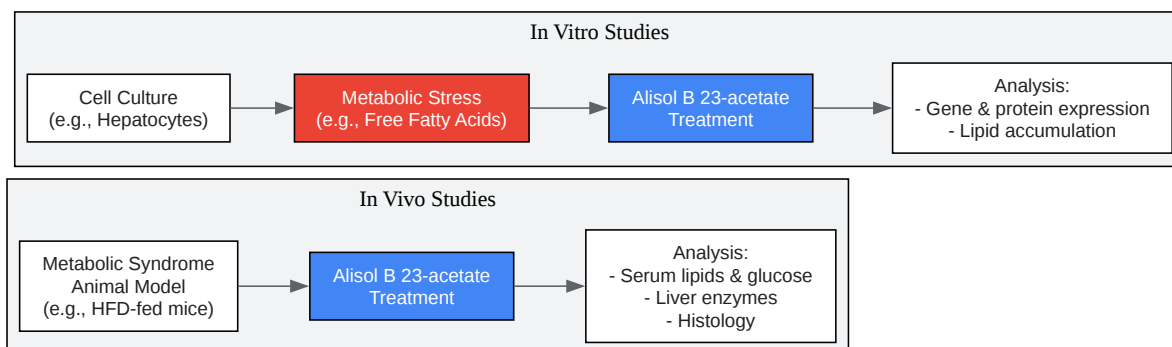 In Vitro Studies
Cell Culture
(e.g., Hepatocytes)
Metabolic Stress
(e.g., Free Fatty Acids)
Alisol B 23-acetate
Treatment
Analysis:
- Gene & protein expression
- Lipid accumulation
In Vivo Studies
Metabolic Syndrome
Animal Model
(e.g., HFD-fed mice)
Alisol B 23-acetate
Treatment
Analysis:
- Serum lipids & glucose
- Liver enzymes
- Histology